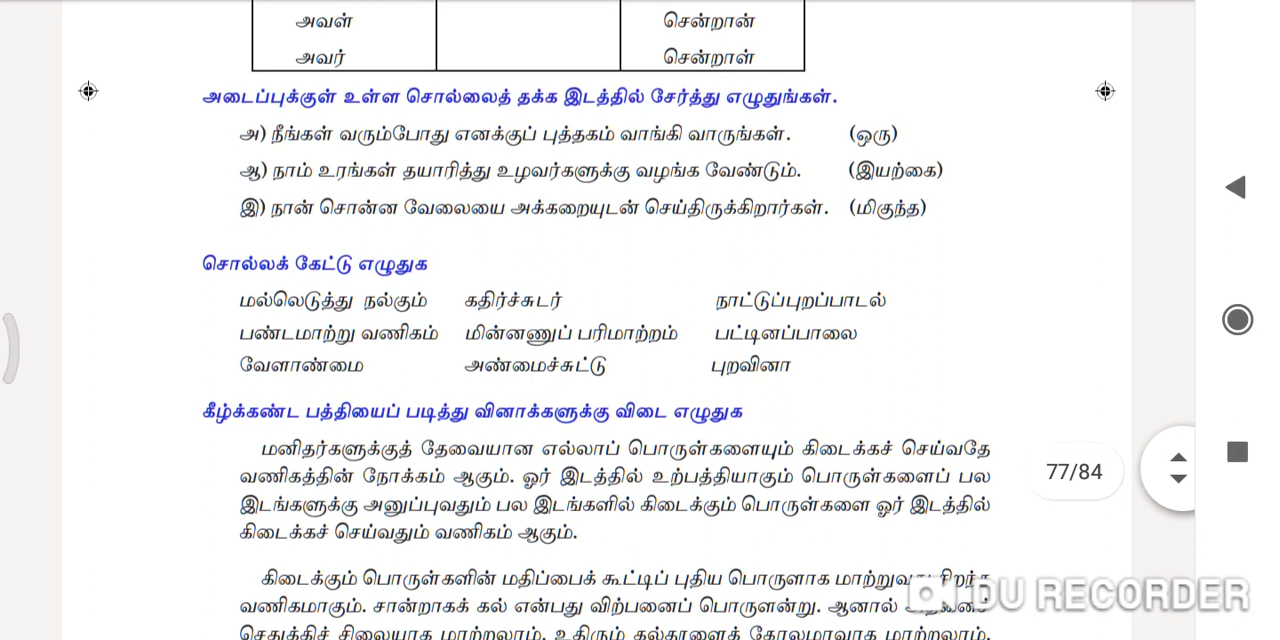 அவள் சென்றான்
அவர் சென்றாள்
அடைப்புக்குள் உள்ள சொல்லைத் தக்க இடத்தில் சேர்த்து எழுதுங்கள்.
அ) நீங்கள் வரும்போது எனக்குப் புத்தகம் வாங்கி வாருங்கள். (ஒரு)
ஆ) நாம் உரங்கள் தயாரித்து உழவர்களுக்கு வழங்க வேண்டும். (இயற்கை)
இ) நான் சொன்ன வேலையை அக்கறையுடன் செய்திருக்கிறார்கள். (மிகுந்த)
சொல்லக் கேட்டு எழுதுக
மல்லெடுத்து நல்கும் கதிர்ச்சுடர் நாட்டுப்புறப்பாடல்
பண்டமாற்று வணிகம் மின்னணுப் பரிமாற்றம் பட்டினப்பாலை
வேளாண்மை அண்மைச்சுட்டு புறவினா
கீழ்க்கண்ட பத்தியைப் படித்து வினாக்களுக்கு விடை எழுதுக
மனிதர்களுக்குத் தேவையான எல்லாப் பொருள்களையும் கிடைக்கச் செய்வதே
வணிகத்தின் நோக்கம் ஆகும். ஓர் இடத்தில் உற்பத்தியாகும் பொருள்களைப் பல
இடங்களுக்கு அனுப்புவதும் பல இடங்களில் கிடைக்கும் பொருள்களை ஓர் இடத்தில்
கிடைக்கச் செய்வதும் வணிகம் ஆகும்.
77/84
கிடைக்கும் பொருள்களின் மதிப்பைக் கூட்டிப் புதிய பொருளாக
வணிகமாகும். சான்றாகக் கல் என்பது விற்பனைப் பொருளன்று. ஆனால்
செதுக்கிச் சிலையாக மாற்றலாம். உதிரும் கல்தூளைக் கோலமாவாக மாற்றலாம்.
DU RECORDER